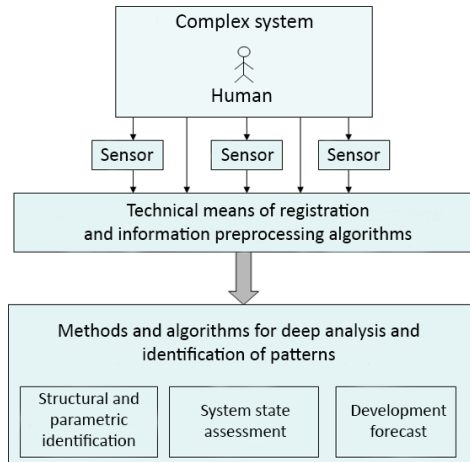 Complex system
Human
Sensor
Sensor
Sensor
Technical means of registration
and information preprocessing algorithms
Methods and algorithms for deep analysis and
identification of patterns
Structural and
parametric
identification
System state
assessment
Development
forecast